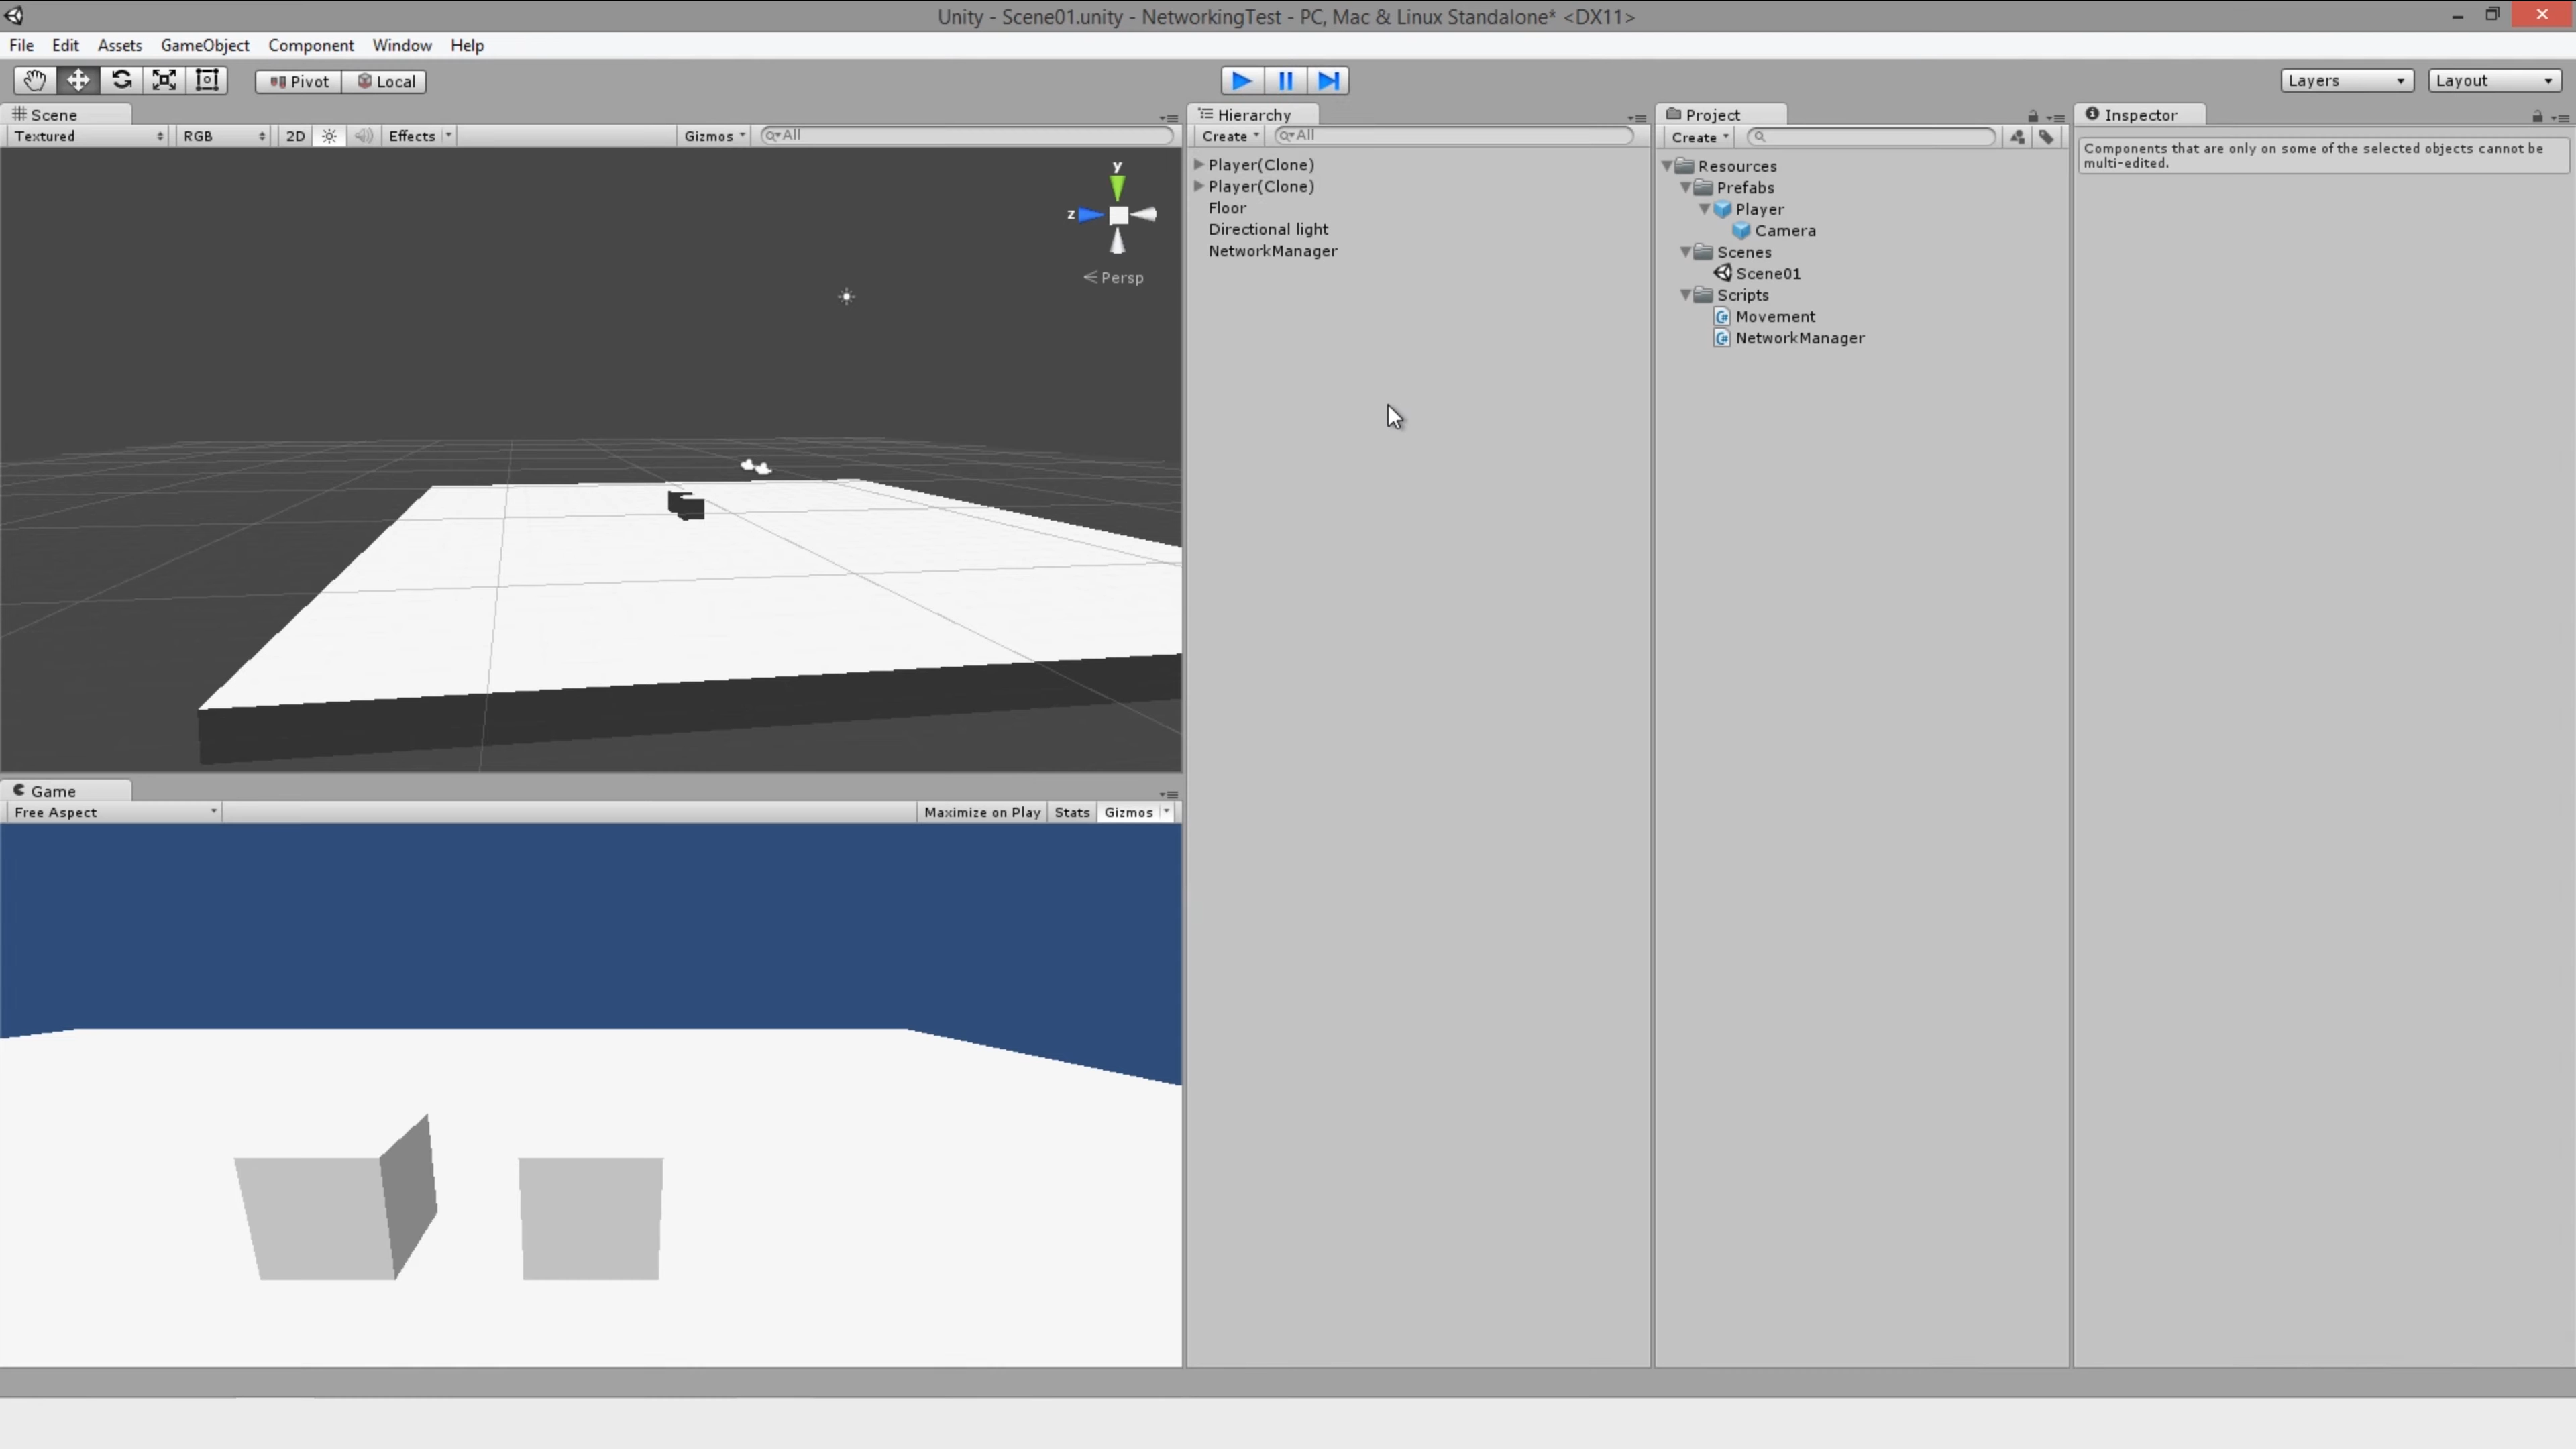 Unity - Scene01.unity - NetworkingTest - PC, Mac & Linux Standalone* <DX11>
File Edit Assets GameObject Component Window Help
Pivot Local Layers Layout
Scene
Textured RGB 2D Effects Gizmos All
y
z
Persp
Game
Free Aspect Maximize on Play Stats Gizmos
Hierarchy
Create All
Player(Clone)
Player(Clone)
Floor
Directional light
NetworkManager
Project
Create
Resources
Prefabs
Player
Camera
Scenes
Scene01
Scripts
Movement
NetworkManager
Inspector
Components that are only on some of the selected objects cannot be
multi-edited.